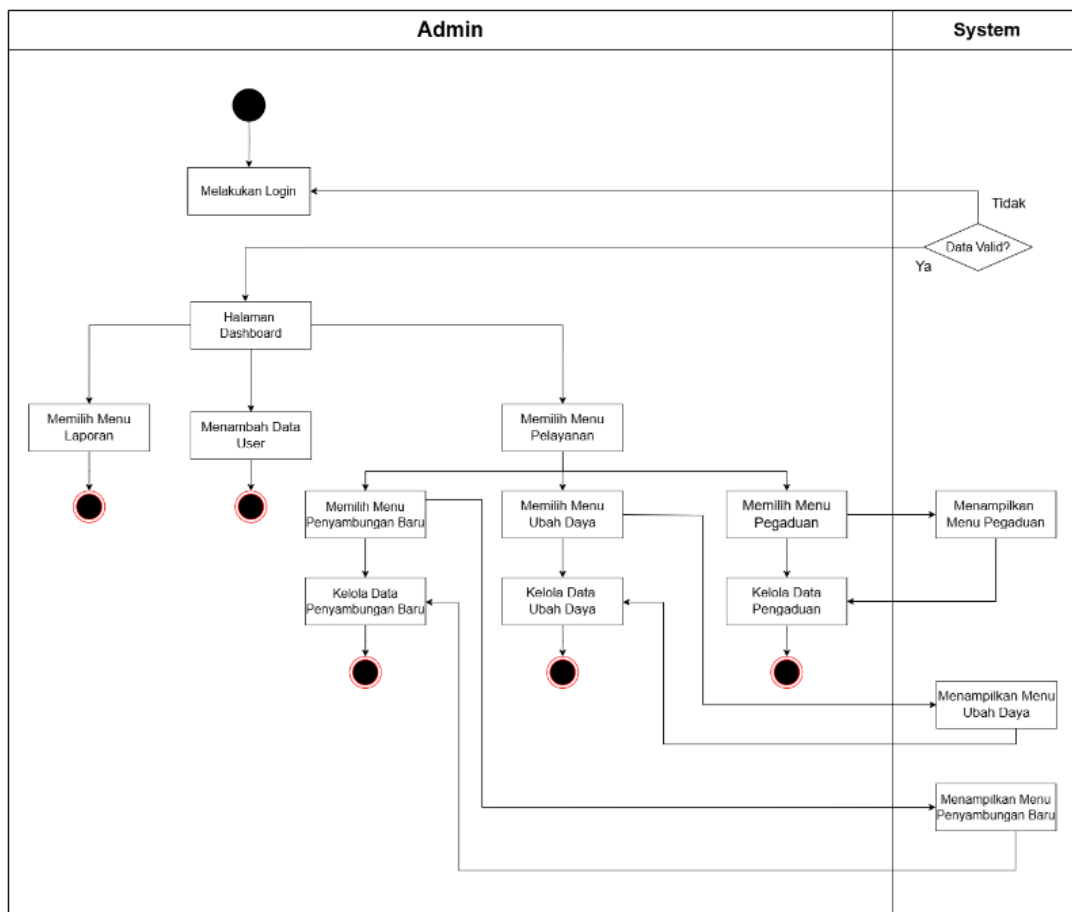 Admin
System
Melakukan Login
Tidak
Data Valid?
Ya
Halaman
Dashboard
Memilih Menu
Laporan
Menambah Data
User
Memilih Menu
Pelayanan
Memilih Menu
Penyambungan Baru
Memilih Menu
Ubah Daya
Memilih Menu
Pegaduan
Menampilkan
Menu Pegaduan
Kelola Data
Penyambungan Baru
Kelola Data
Ubah Daya
Kelola Data
Pengaduan
Menampilkan Menu
Ubah Daya
Menampilkan Menu
Penyambungan Baru